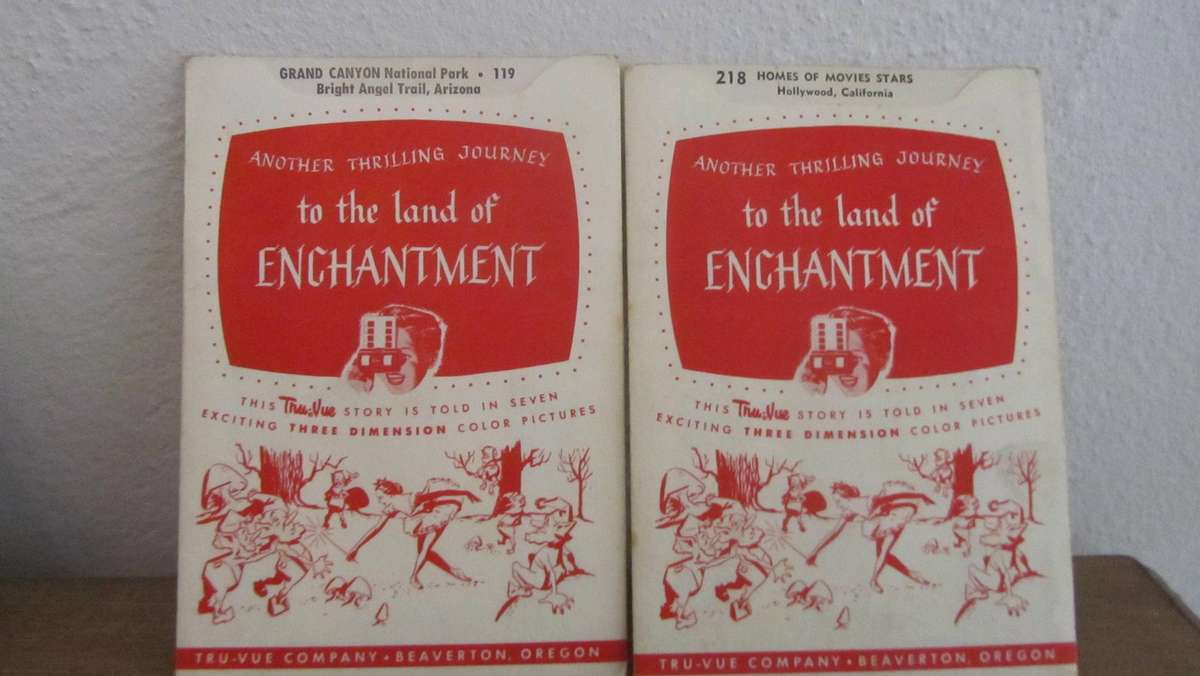 GRAND CANYON National Park • 119
Bright Angel Trail, Arizona
ANOTHER THRILLING JOURNEY
to the land of
ENCHANTMENT
THIS Tru-Vue STORY IS TOLD IN SEVEN
EXCITING THREE DIMENSION COLOR PICTURES
TRU-VUE COMPANY • BEAVERTON, OREGON
218 HOMES OF MOVIES STARS
Hollywood, California
ANOTHER THRILLING JOURNEY
to the land of
ENCHANTMENT
THIS Tru-Vue STORY IS TOLD IN SEVEN
EXCITING THREE DIMENSION COLOR PICTURES
TRU-VUE COMPANY • BEAVERTON, OREGON